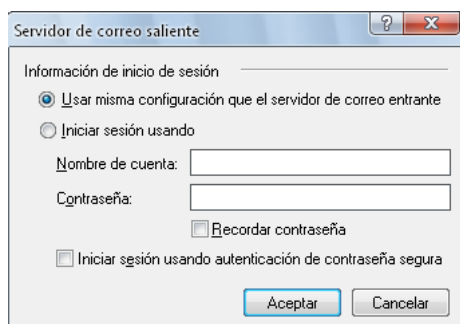 Servidor de correo saliente
Información de inicio de sesión
Usar misma configuración que el servidor de correo entrante
Iniciar sesión usando
Nombre de cuenta:
Contraseña:
Recordar contraseña
Iniciar sesión usando autenticación de contraseña segura
Aceptar Cancelar